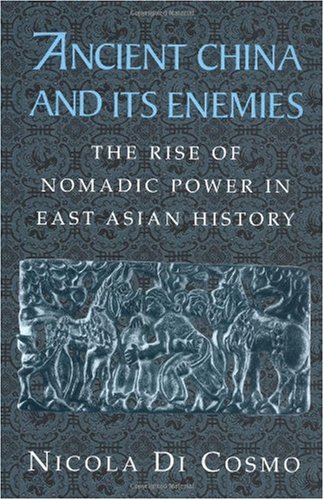 ANCIENT CHINA
AND ITS ENEMIES
THE RISE OF
NOMADIC POWER IN
EAST ASIAN HISTORY
NICOLA DI COSMO